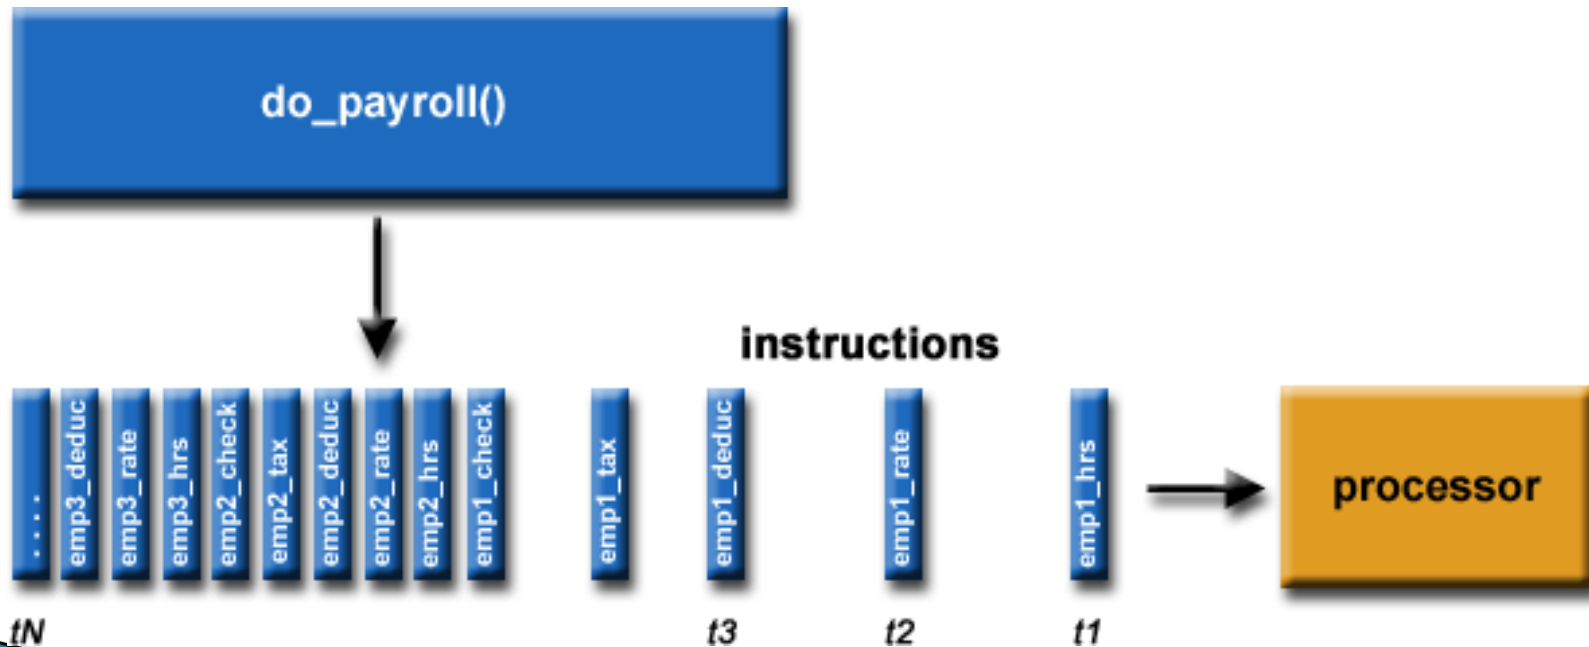 do_payroll()
instructions
....
emp3_deduc
emp3_rate
emp3_hrs
emp2_check
emp2_tax
emp2_deduc
emp2_rate
emp2_hrs
emp1_check
emp1_tax
emp1_deduc
emp1_rate
emp1_hrs
processor
tN
t3
t2
t1